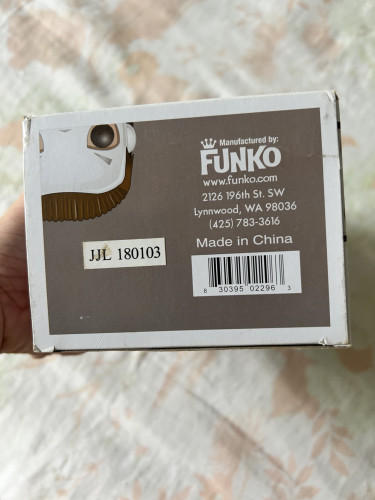 Manufactured by:
FUNKO
www.funko.com
2126 196th St. SW
Lynnwood, WA 98036
(425) 783-3616
Made in China
JJL 180103
8 30395 02296 3